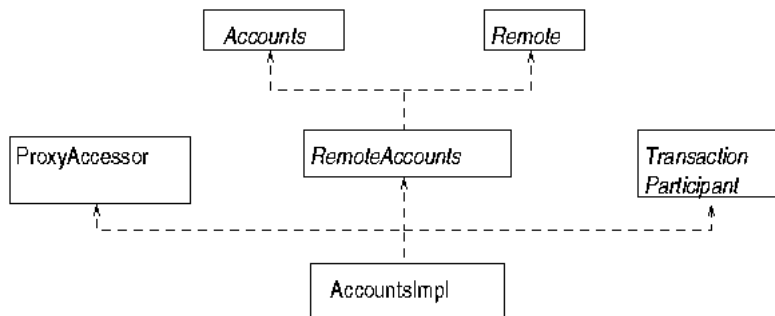 Accounts
Remote
ProxyAccessor
RemoteAccounts
Transaction
Participant
AccountsImpl